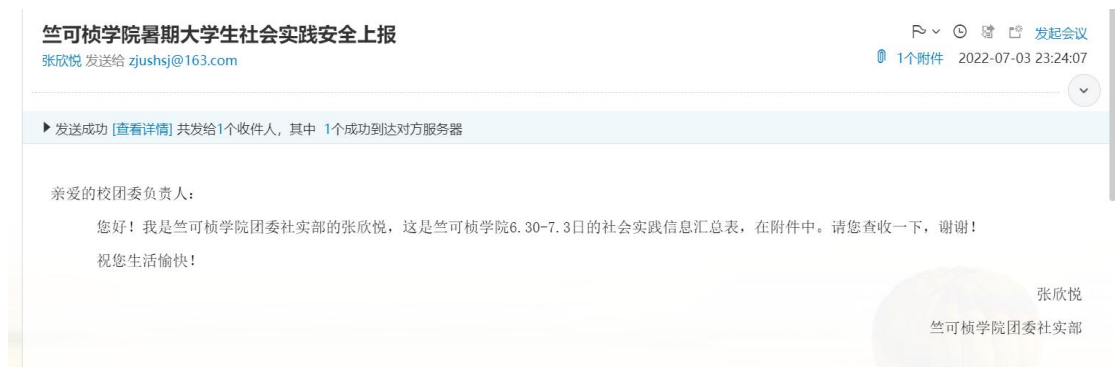 竺可桢学院暑期大学生社会实践安全上报
发起会议
张欣悦 发送给 zjushsj@163.com
1个附件 2022-07-03 23:24:07
发送成功 [查看详情] 共发给1个收件人，其中 1个成功到达对方服务器
亲爱的校团委负责人：
您好！我是竺可桢学院团委社实部的张欣悦，这是竺可桢学院6.30-7.3日的社会实践信息汇总表，在附件中。请您查收一下，谢谢！
祝您生活愉快！
张欣悦
竺可桢学院团委社实部